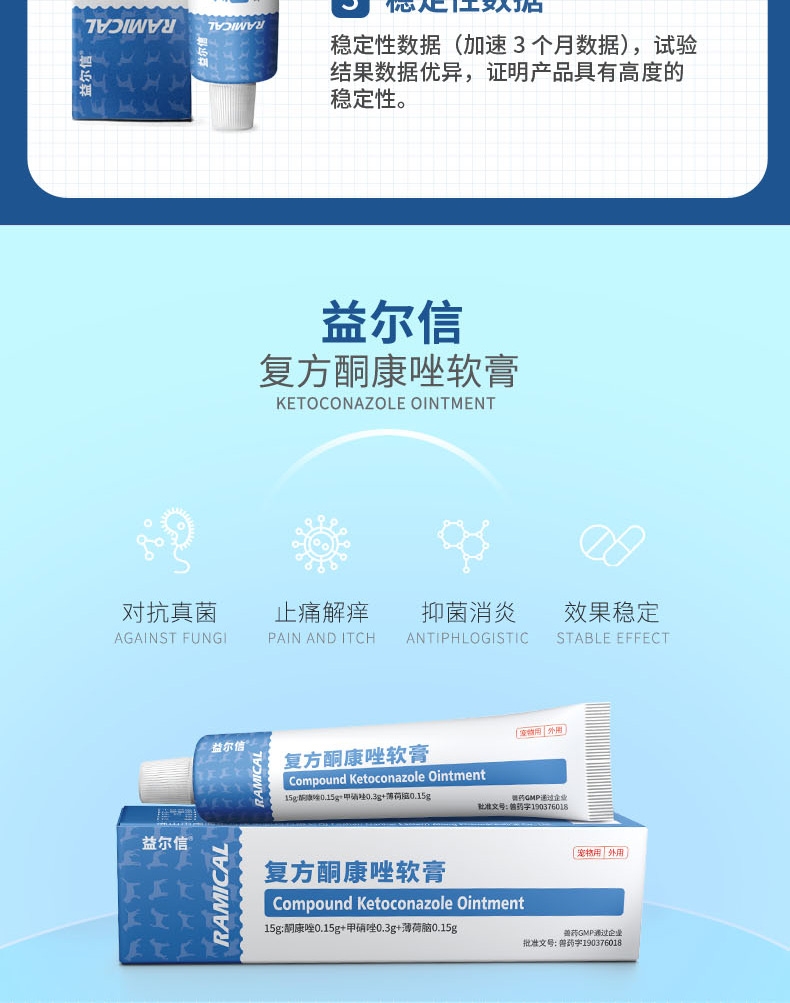 RAMICAL
益尔信
益尔信
3 稳定性数据
稳定性数据（加速 3 个月数据），试验
结果数据优异，证明产品具有高度的
稳定性。
益尔信
复方酮康唑软膏
KETOCONAZOLE OINTMENT
对抗真菌 止痛解痒 抑菌消炎 效果稳定
AGAINST FUNGI PAIN AND ITCH ANTIPHLOGISTIC STABLE EFFECT
益尔信
RAMICAL
宠物用 外用
复方酮康唑软膏
Compound Ketoconazole Ointment
15g:酮康唑0.15g+甲硝唑0.3g+薄荷脑0.15g
兽药GMP通过企业
批准文号: 兽药字190376018
益尔信
RAMICAL
宠物用 外用
复方酮康唑软膏
Compound Ketoconazole Ointment
15g:酮康唑0.15g+甲硝唑0.3g+薄荷脑0.15g
兽药GMP通过企业
批准文号: 兽药字190376018